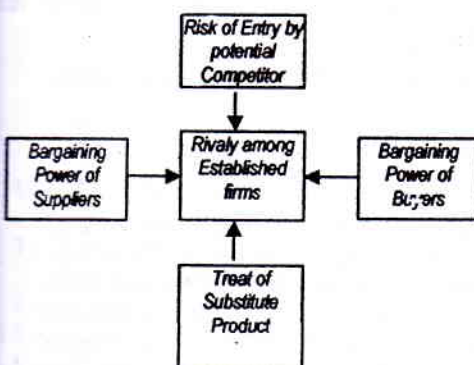 Risk of Entry by
potential
Competitor
Bargaining
Power of
Suppliers
Rivaly among
Established
firms
Bargaining
Power of
Buyers
Treat of
Substitute
Product